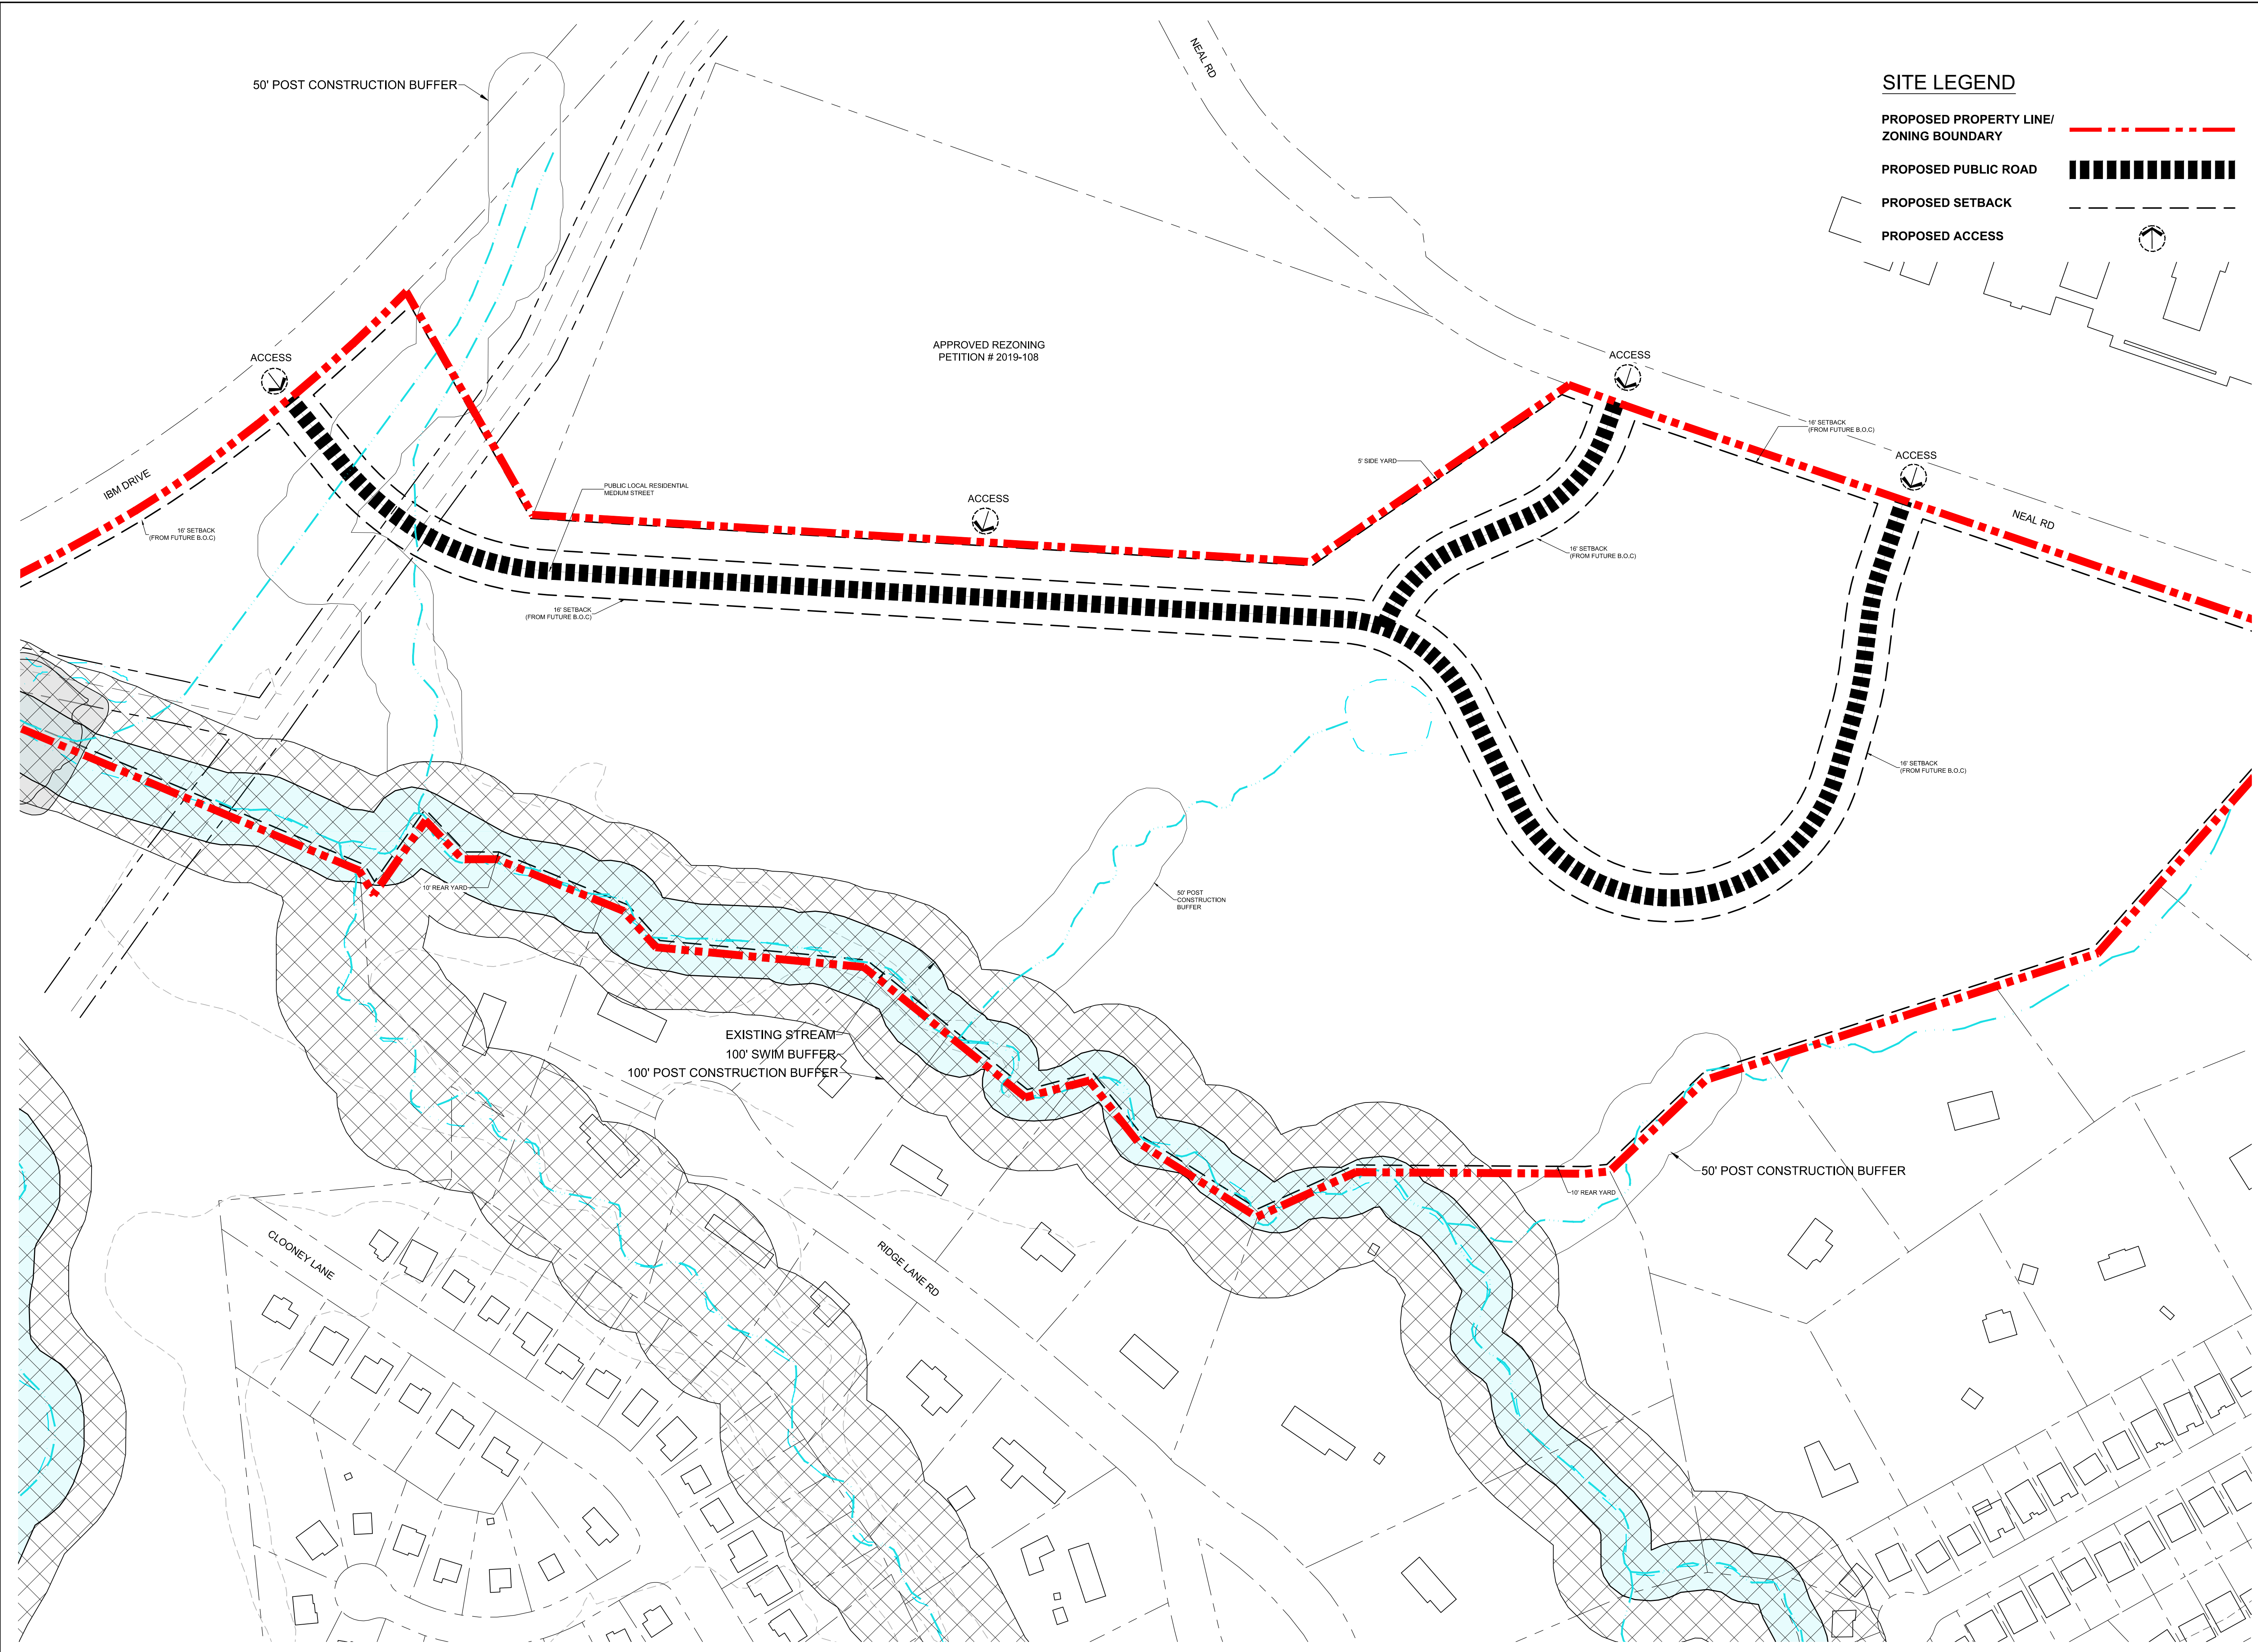 50' POST CONSTRUCTION BUFFER
NEAL RD
SITE LEGEND
PROPOSED PROPERTY LINE/
ZONING BOUNDARY
PROPOSED PUBLIC ROAD
PROPOSED SETBACK
PROPOSED ACCESS
APPROVED REZONING
PETITION # 2019-108
ACCESS
ACCESS
16' SETBACK
(FROM FUTURE B.O.C)
ACCESS
5' SIDE YARD
IBM DRIVE
PUBLIC LOCAL RESIDENTIAL
MEDIUM STREET
ACCESS
NEAL RD
16' SETBACK
(FROM FUTURE B.O.C)
16' SETBACK
(FROM FUTURE B.O.C)
16' SETBACK
(FROM FUTURE B.O.C)
16' SETBACK
(FROM FUTURE B.O.C)
10' REAR YARD
50' POST
CONSTRUCTION
BUFFER
EXISTING STREAM
100' SWIM BUFFER
100' POST CONSTRUCTION BUFFER
50' POST CONSTRUCTION BUFFER
10' REAR YARD
CLOONEY LANE
RIDGE LANE RD